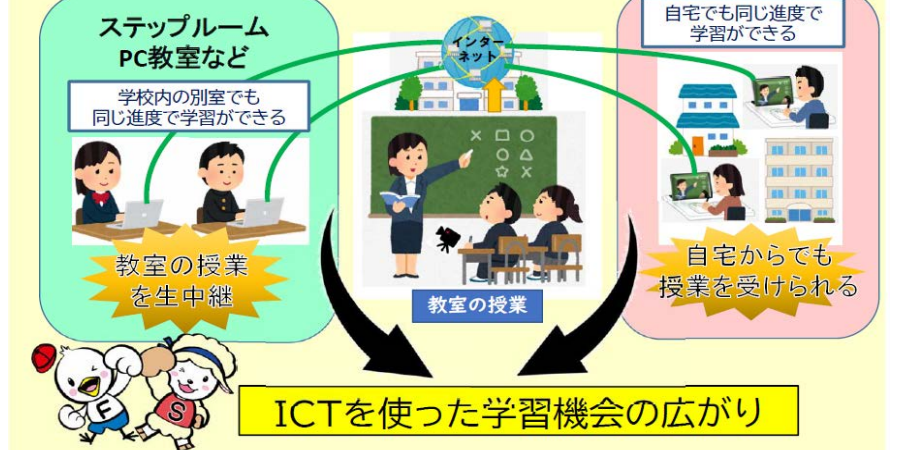 ステップルーム
PC教室など
学校内の別室でも
同じ進度で学習ができる
教室の授業
を生中継
インター
ネット
× □ ○
○ △
☆ ×
教室の授業
自宅でも同じ進度で
学習ができる
自宅からでも
授業を受けられる
F
S
ICTを使った学習機会の広がり